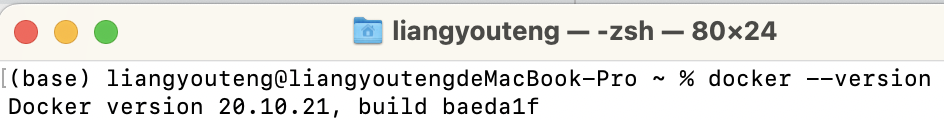 liangyouteng — -zsh — 80×24
[(base) liangyouteng@liangyoutengdeMacBook-Pro ~ % docker --version
Docker version 20.10.21, build baeda1f